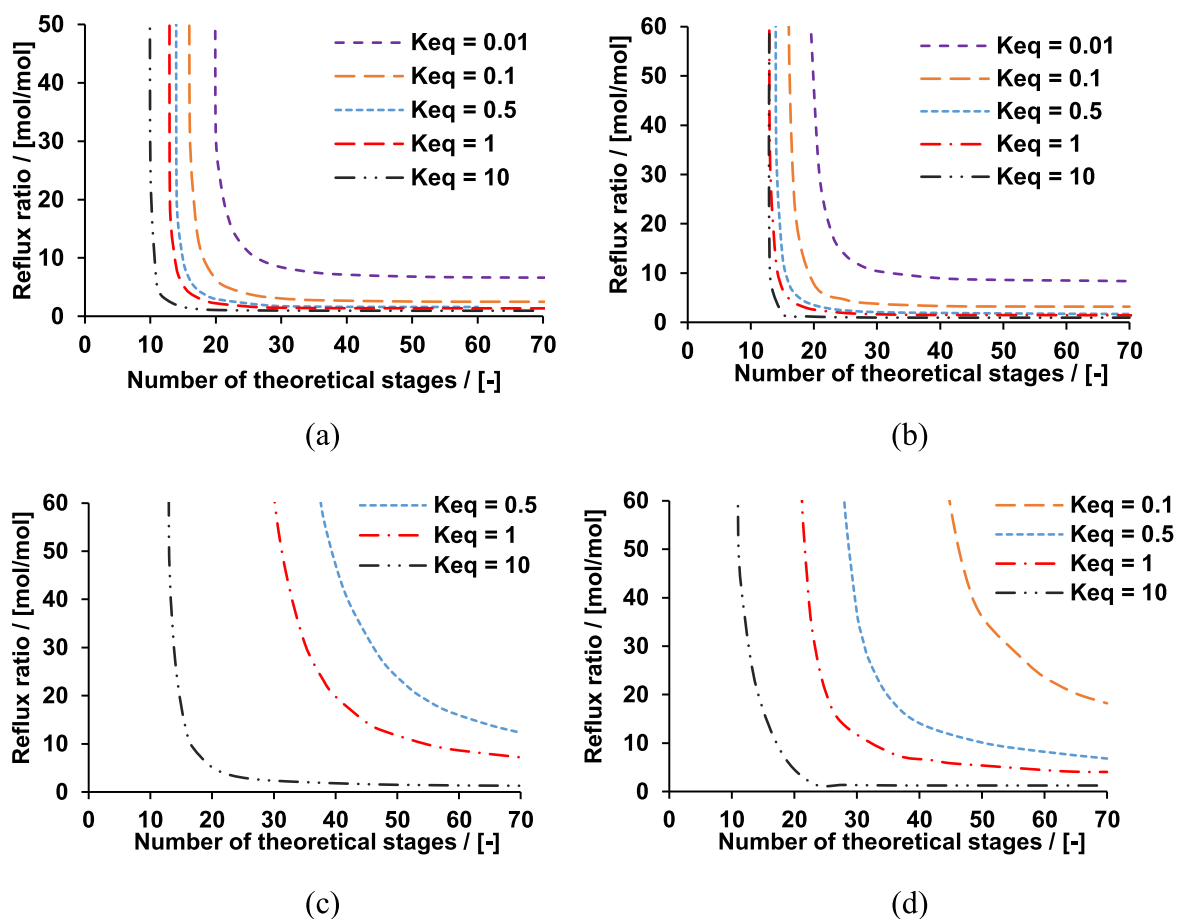 50
40
30
20
10
0
0 10 20 30 40 50 60 70
Reflux ratio / [mol/mol]
Number of theoretical stages / [-]
Keq = 0.01
Keq = 0.1
Keq = 0.5
Keq = 1
Keq = 10
(a)
60
50
40
30
20
10
0
0 10 20 30 40 50 60 70
Reflux ratio / [mol/mol]
Number of theoretical stages / [-]
Keq = 0.01
Keq = 0.1
Keq = 0.5
Keq = 1
Keq = 10
(b)
60
50
40
30
20
10
0
0 10 20 30 40 50 60 70
Reflux ratio / [mol/mol]
Number of theoretical stages / [-]
Keq = 0.5
Keq = 1
Keq = 10
(c)
60
50
40
30
20
10
0
0 10 20 30 40 50 60 70
Reflux ratio / [mol/mol]
Number of theoretical stages / [-]
Keq = 0.1
Keq = 0.5
Keq = 1
Keq = 10
(d)